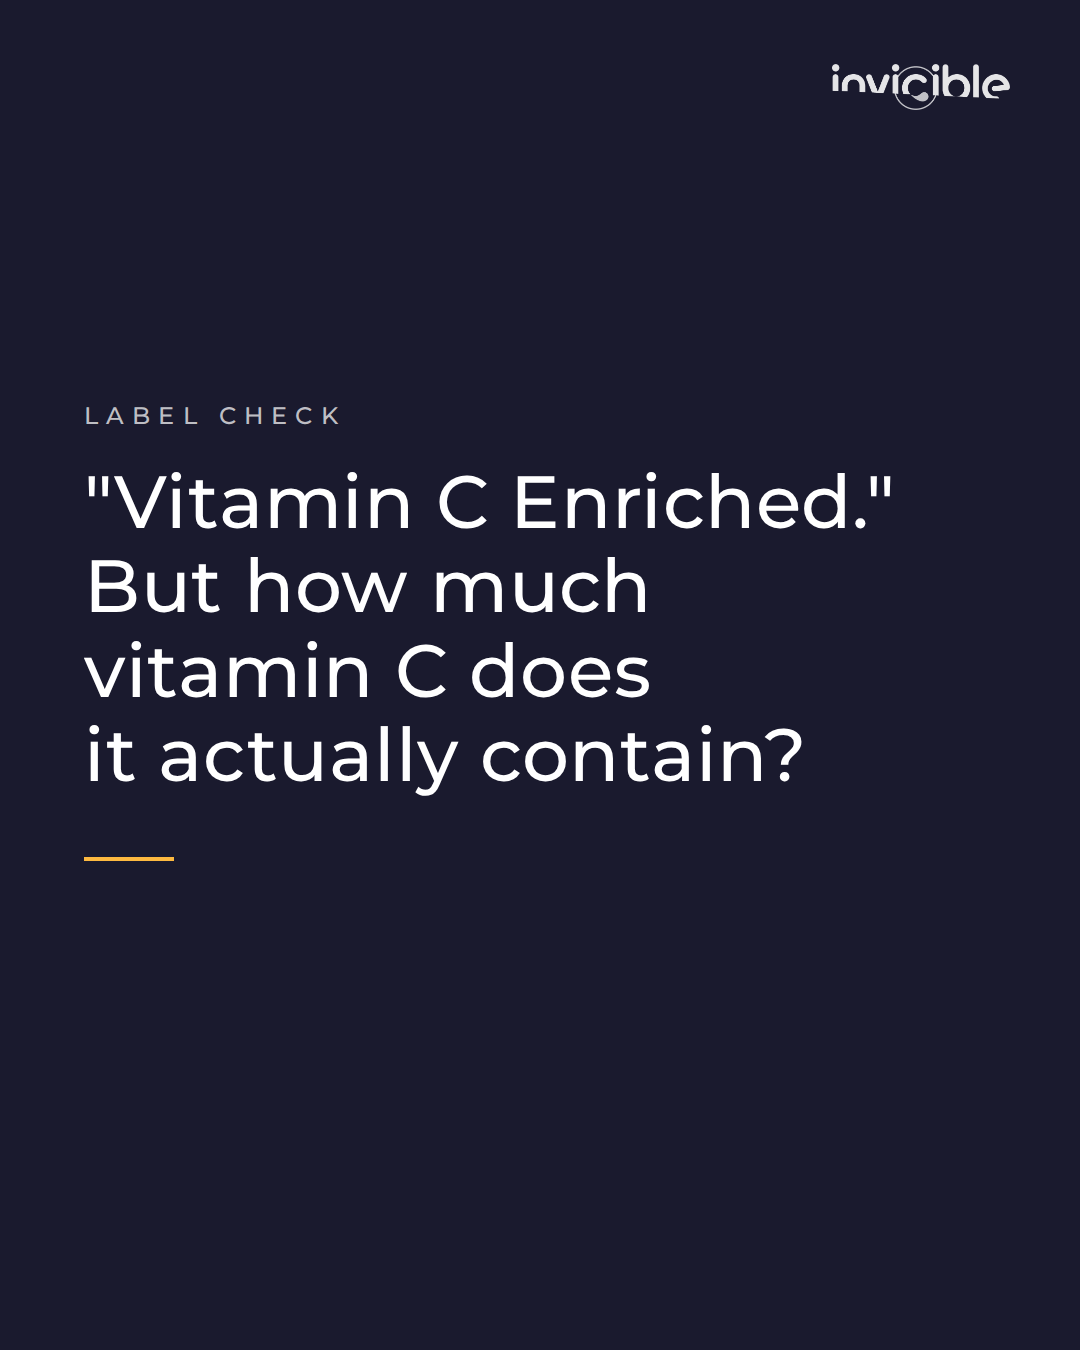 invicible
LABEL CHECK
"Vitamin C Enriched."
But how much
vitamin C does
it actually contain?